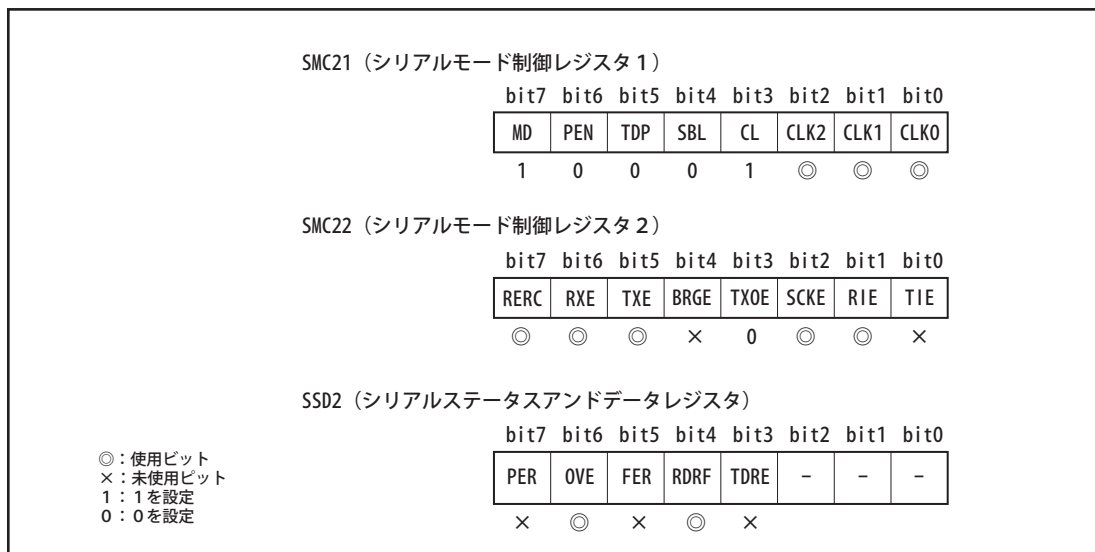 SMC21（シリアルモード制御レジスタ１）
bit7 bit6 bit5 bit4 bit3 bit2 bit1 bit0
MD PEN TDP SBL CL CLK2 CLK1 CLK0
1 0 0 0 1 ◎ ◎ ◎
SMC22（シリアルモード制御レジスタ２）
bit7 bit6 bit5 bit4 bit3 bit2 bit1 bit0
RERC RXE TXE BRGE TXOE SCKE RIE TIE
◎ ◎ ◎ × 0 ◎ ◎ ×
SSD2（シリアルステータスアンドデータレジスタ）
bit7 bit6 bit5 bit4 bit3 bit2 bit1 bit0
PER OVE FER RDRF TDRE － － －
× ◎ × ◎ ×
◎：使用ビット
×：未使用ビット
１：１を設定
０：０を設定